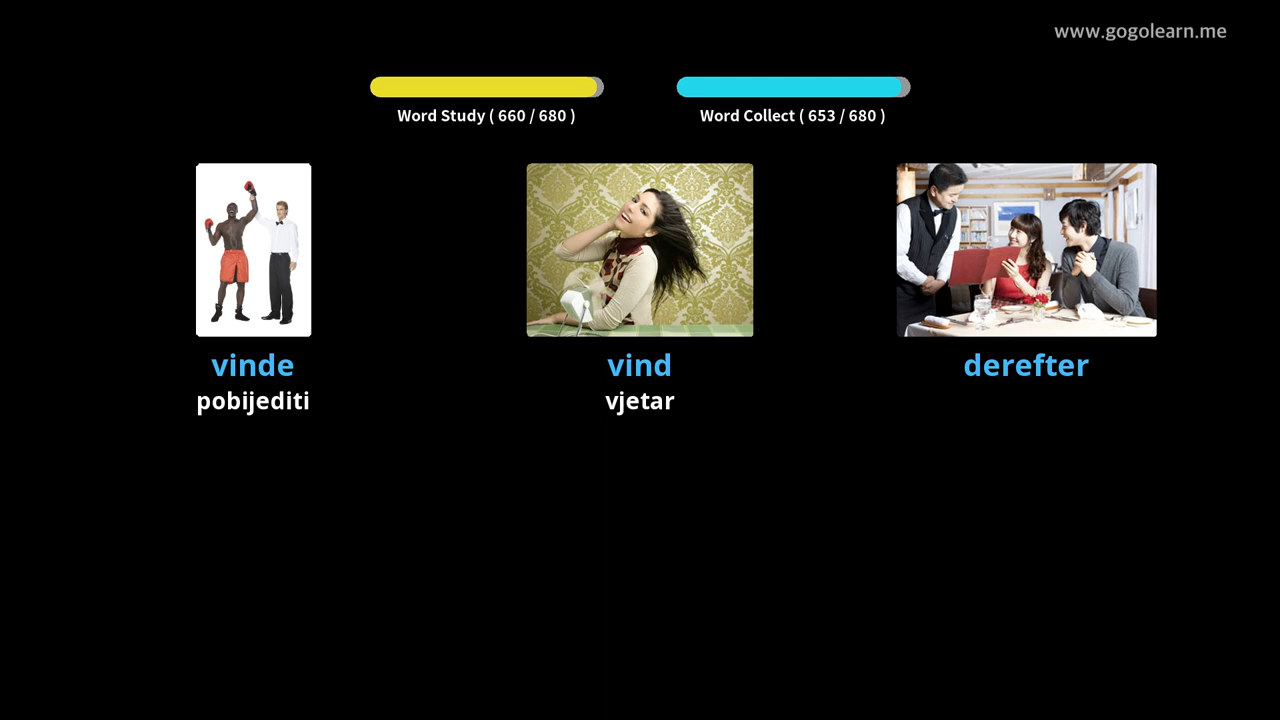 www.gogolearn.me
Word Study ( 660 / 680 )
Word Collect ( 653 / 680 )
vinde
vind
derefter
pobijediti
vjetar